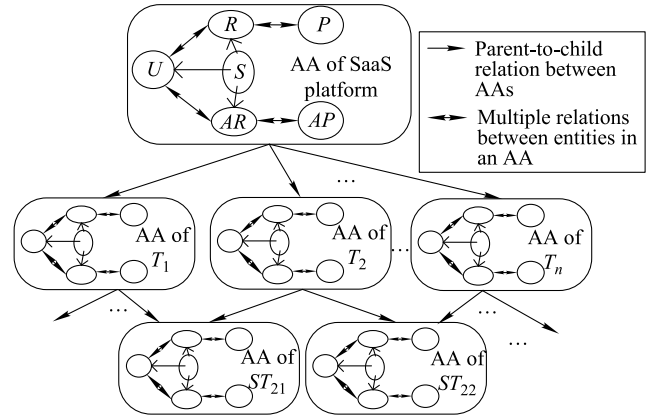 R
P
U
S
AA of SaaS
platform
AR
AP
Parent-to-child
relation between
AAs
Multiple relations
between entities in
an AA
...
AA of
T1
AA of
T2
...
AA of
Tn
...
...
AA of
ST21
AA of
ST22